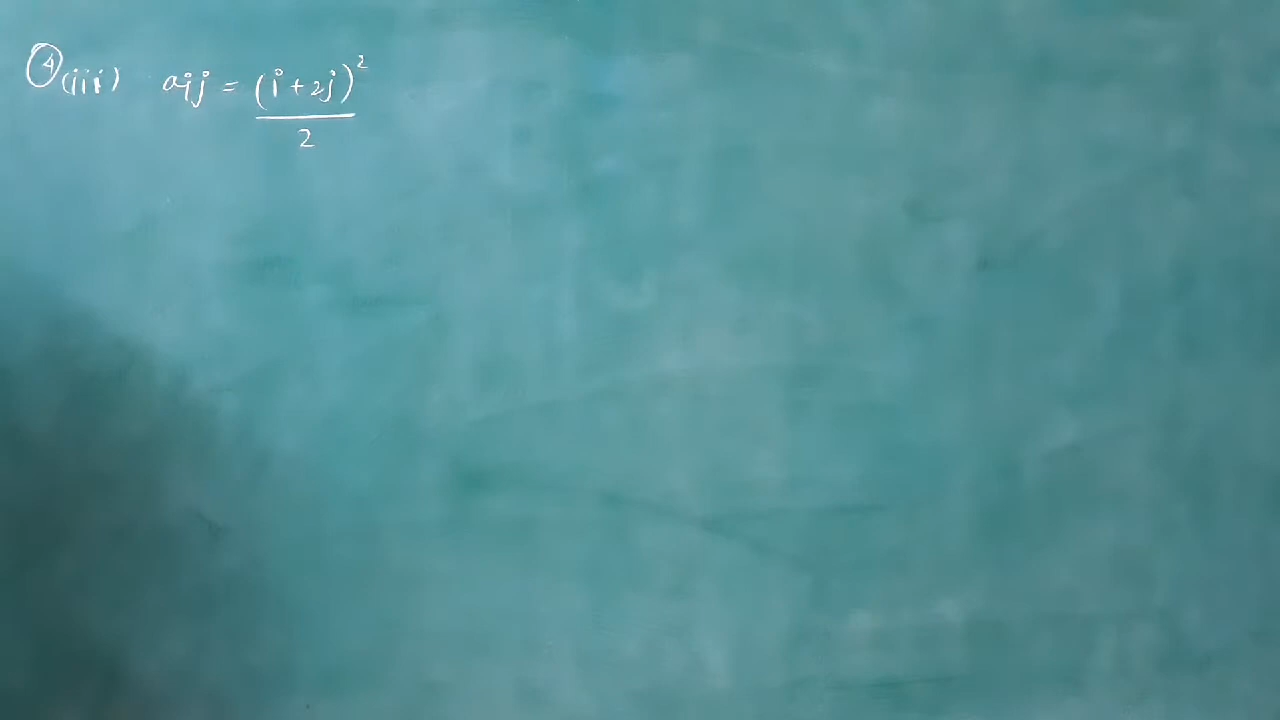 ④(iii) aij = (i+2j)²
2